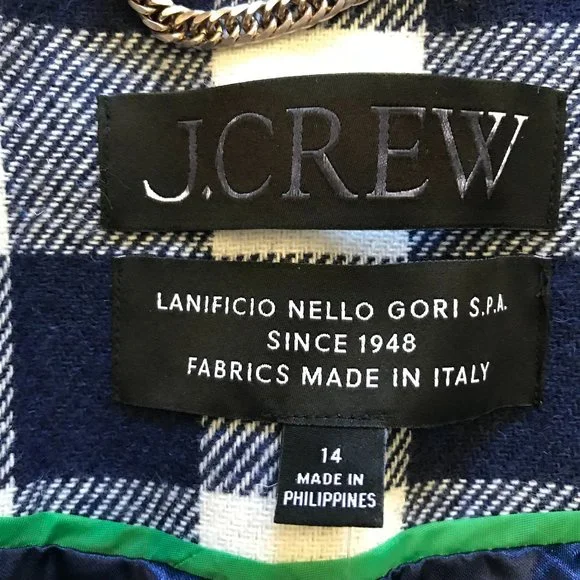 J.CREW
LANIFICIO NELLO GORI S.P.A.
SINCE 1948
FABRICS MADE IN ITALY
14
MADE IN
PHILIPPINES